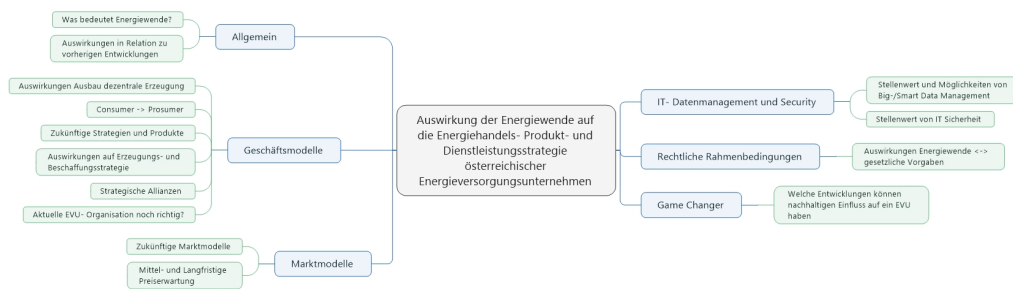 Was bedeutet Energiewende?
Auswirkungen in Relation zu
vorherigen Entwicklungen
Allgemein
Auswirkungen Ausbau dezentrale Erzeugung
Consumer -> Prosumer
Zukünftige Strategien und Produkte
Auswirkungen auf Erzeugungs- und
Beschaffungsstrategie
Strategische Allianzen
Aktuelle EVU- Organisation noch richtig?
Geschäftsmodelle
Zukünftige Marktmodelle
Mittel- und Langfristige
Preiserwartung
Marktmodelle
Auswirkung der Energiewende auf
die Energiehandels- Produkt- und
Dienstleistungsstrategie
österreichischer
Energieversorgungsunternehmen
IT- Datenmanagement und Security
Stellenwert und Möglichkeiten von
Big-/Smart Data Management
Stellenwert von IT Sicherheit
Rechtliche Rahmenbedingungen
Auswirkungen Energiewende <->
gesetzliche Vorgaben
Game Changer
Welche Entwicklungen können
nachhaltigen Einfluss auf ein EVU
haben